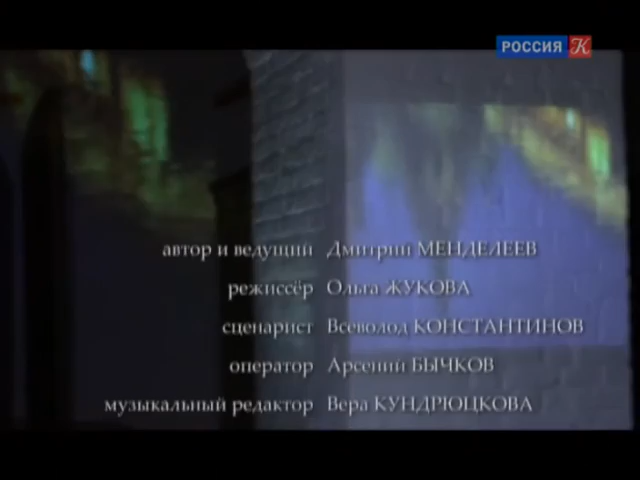 РОССИЯ К
автор и ведущий Дмитрий МЕНДЕЛЕЕВ
режиссёр Ольга ЖУКОВА
сценарист Всеволод КОНСТАНТИНОВ
оператор Арсений БЫЧКОВ
музыкальный редактор Вера КУНДРЮЦКОВА